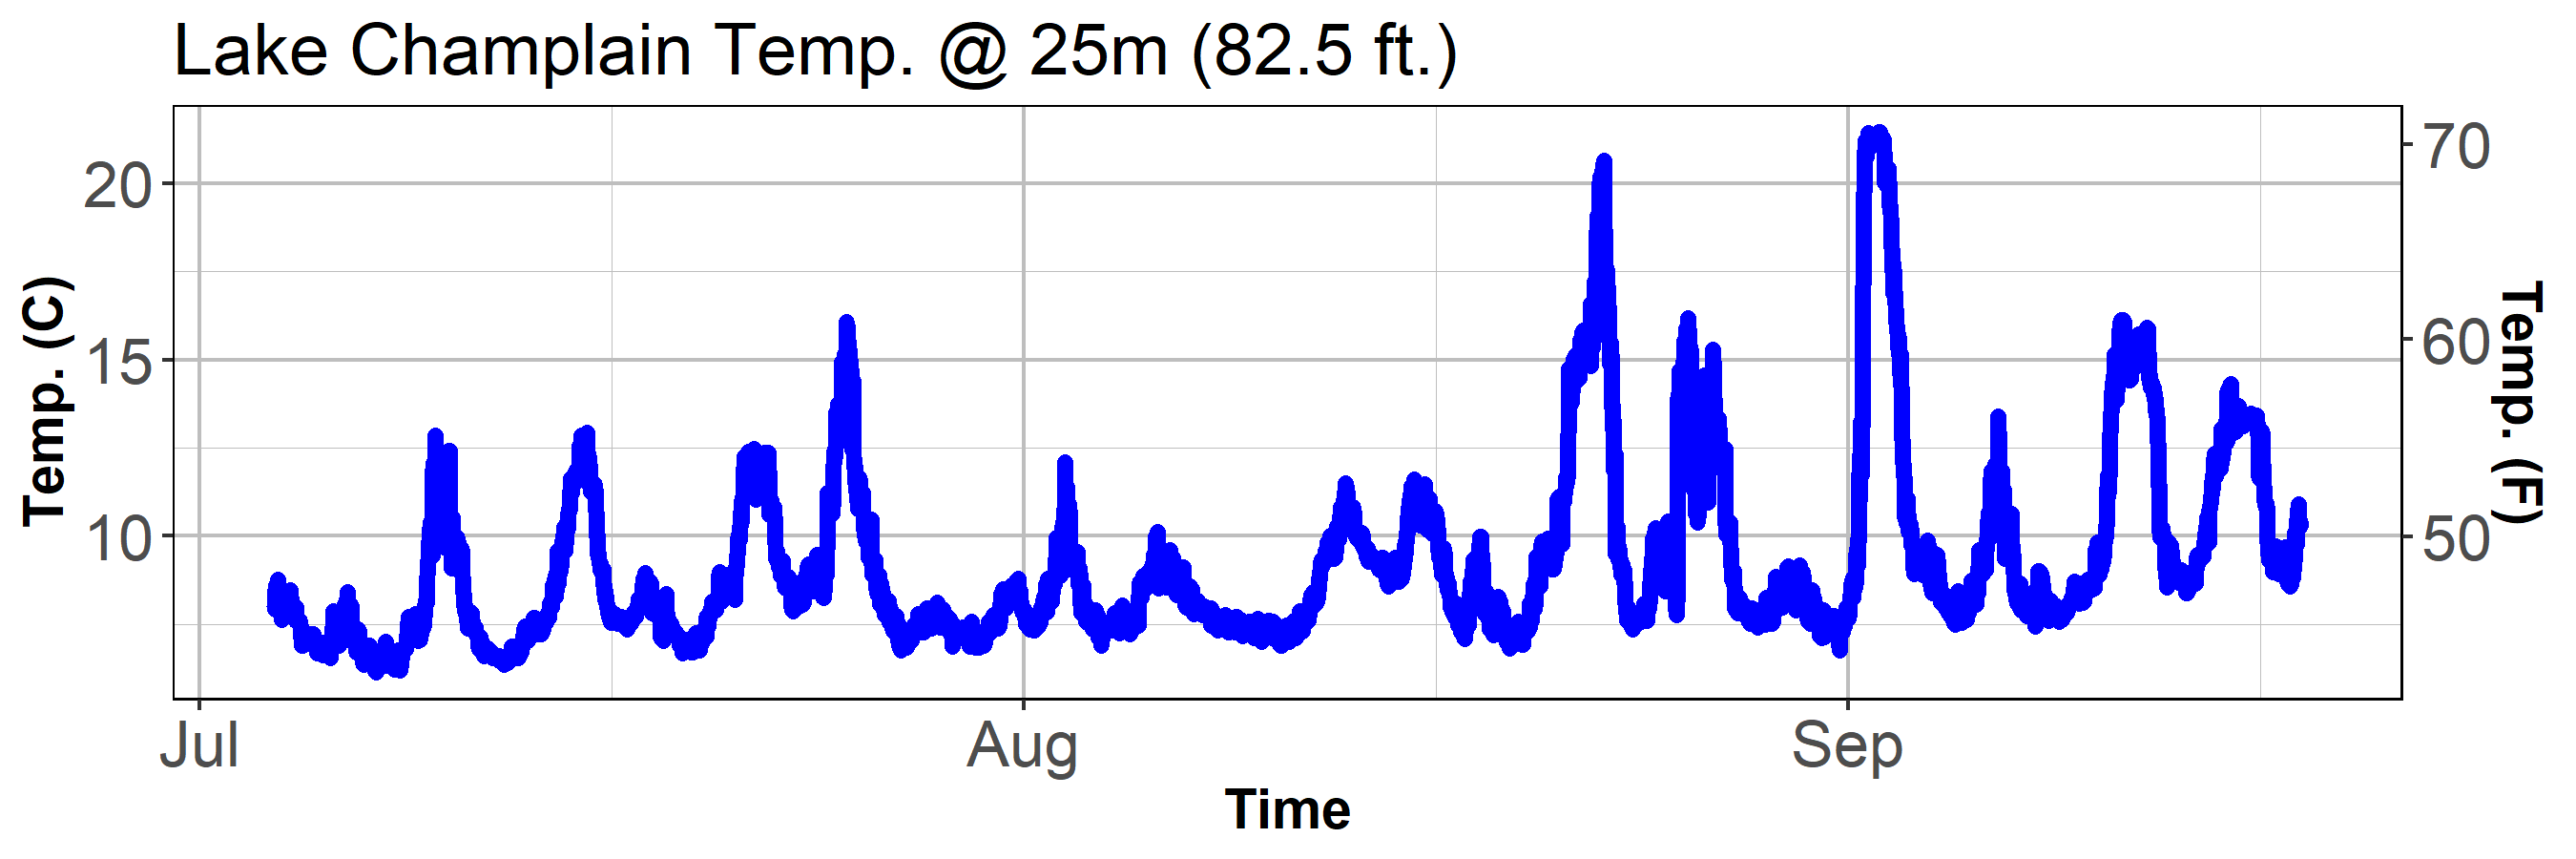 Lake Champlain Temp. @ 25m (82.5 ft.)
Temp. (C)
20
15
10
70
60
50
Temp. (F)
Jul Aug Sep
Time